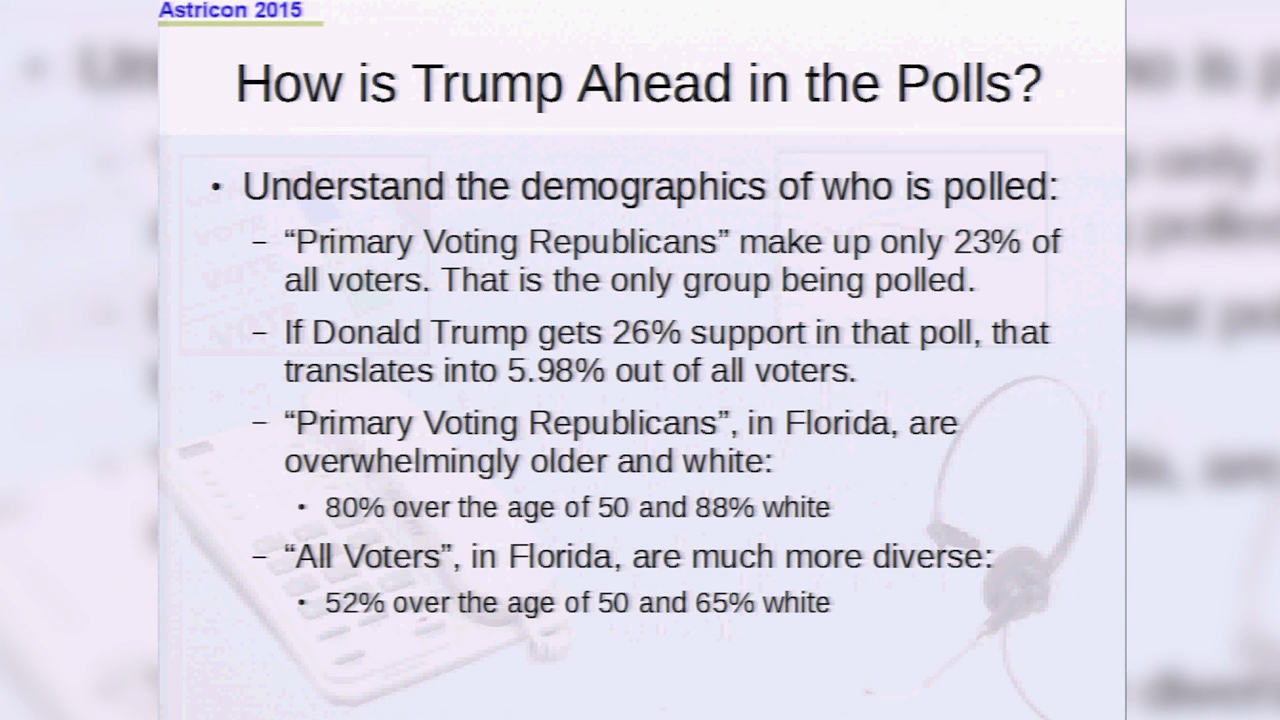 Astricon 2015
How is Trump Ahead in the Polls?
• Understand the demographics of who is polled:
– “Primary Voting Republicans” make up only 23% of
all voters. That is the only group being polled.
– If Donald Trump gets 26% support in that poll, that
translates into 5.98% out of all voters.
– “Primary Voting Republicans”, in Florida, are
overwhelmingly older and white:
• 80% over the age of 50 and 88% white
– “All Voters”, in Florida, are much more diverse:
• 52% over the age of 50 and 65% white
VOTE
VOTE
VOTE